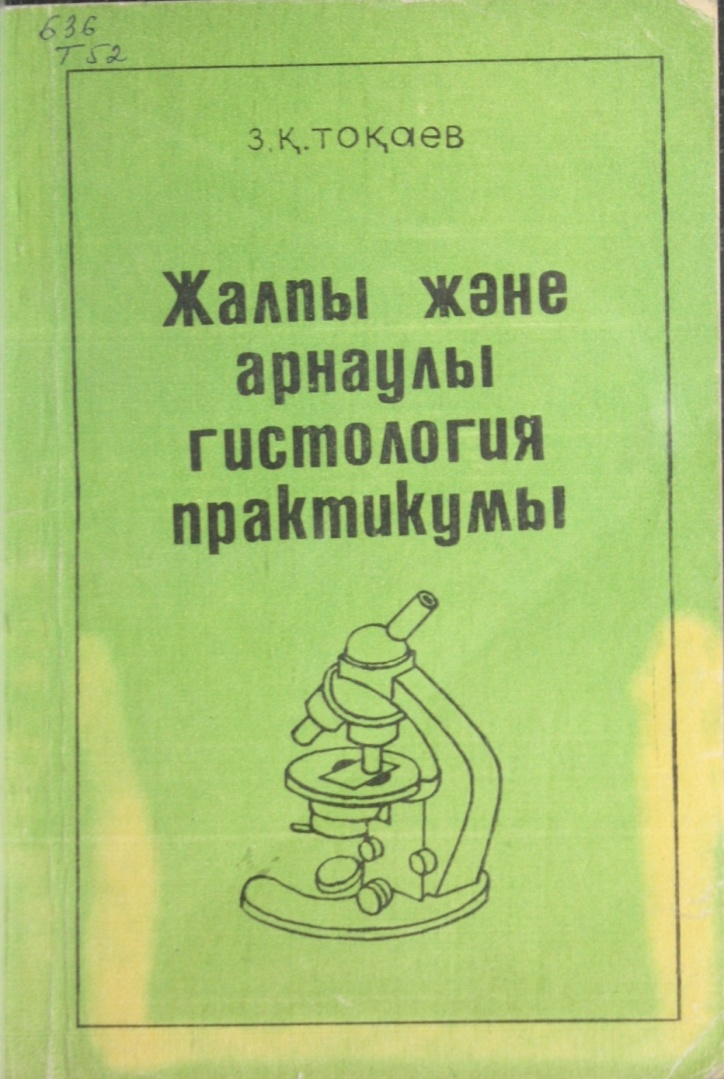 636
Т52
З.Қ.ТОҚАЕВ
Жалпы және
арнаулы
гистология
практикумы